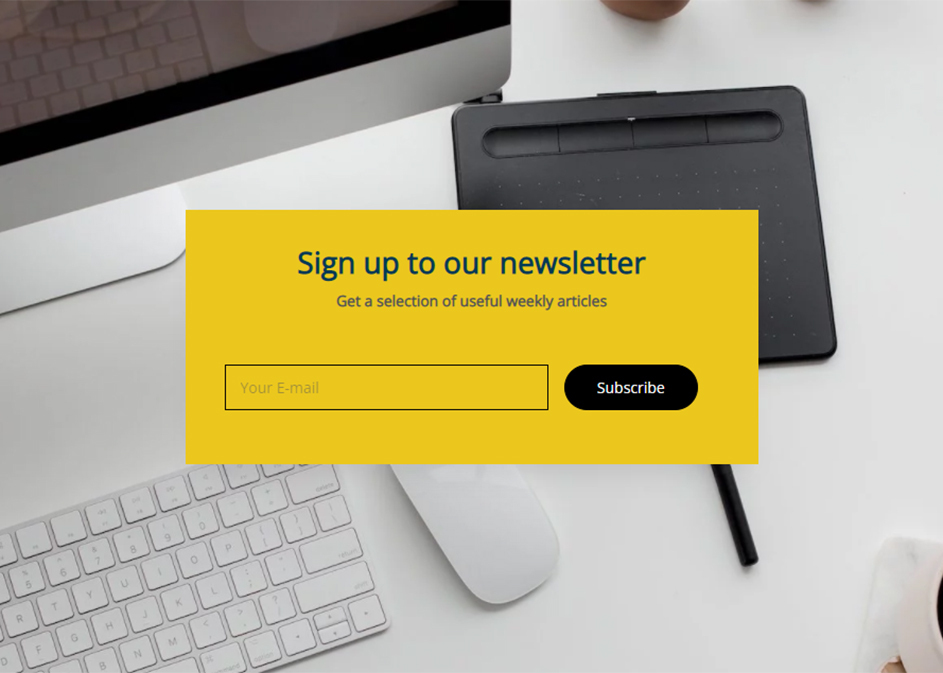 Sign up to our newsletter
Get a selection of useful weekly articles
Your E-mail
Subscribe